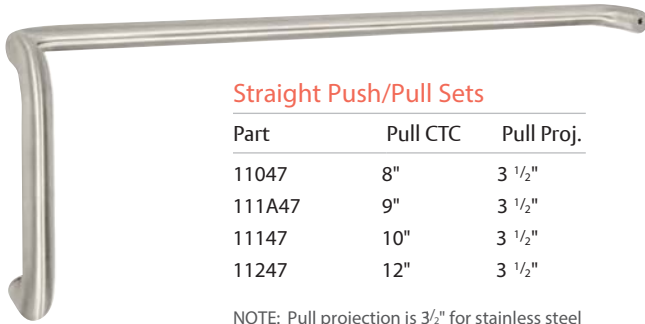 Straight Push/Pull Sets
Part Pull CTC Pull Proj.
11047 8" 3 1/2"
111A47 9" 3 1/2"
11147 10" 3 1/2"
11247 12" 3 1/2"
NOTE: Pull projection is 3/2" for stainless steel